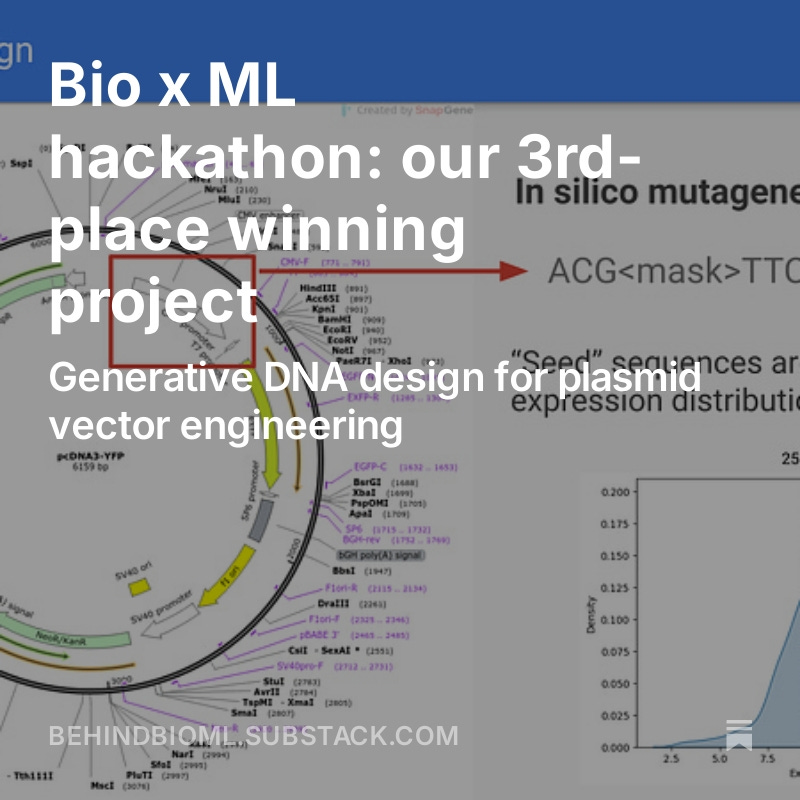 gn
Bio x ML
hackathon: our 3rd-
place winning
project
Generative DNA design for plasmid
vector engineering
Created by SnapGene
In silico mutagene
ACG<mask>TTC
"Seed" sequences ar
expression distributio
SspI
NruI (210)
MluI (230)
CMV enhancer
CMV-F (771 .. 791)
HindIII (891)
Acc65I (897)
KpnI (901)
BamHI (909)
EcoRI (940)
EcoRV (952)
NotI (967)
PaeR7I - XhoI
EXFP-R
pcDNA3-YFP
6159 bp
EGFP-C (1632 .. 1653)
BsrGI (1688)
XbaI (1699)
PspOMI (1705)
ApaI (1709)
SP6 (1715 .. 1732)
BGH-rev (1752 .. 1769)
bGH poly(A) signal
BbsI (1947)
F1ori-R (2115 .. 2134)
DraIII (2261)
F1ori-F (2325 .. 2346)
pBABE 3' (2465 .. 2485)
CsiI - SexAI * (2551)
SV40pro-F (2712 .. 2731)
StuI (2783)
AvrII (2784)
TspMI - XmaI (2805)
SmaI (2807)
NarI (2994)
SfoI (2995)
PluTI (2997)
MscI (3076)
- Tth111I
6000
1000
2000
3000
SP6 promoter
f1 ori
SV40 ori
SV40 promoter
NeoR/KanR
signal
25
0.200
0.175
0.150
0.125
0.100
0.075
0.050
0.025
0.000
Density
2.5 5.0 7.5
Ex
BEHINDBIOML.SUBSTACK.COM